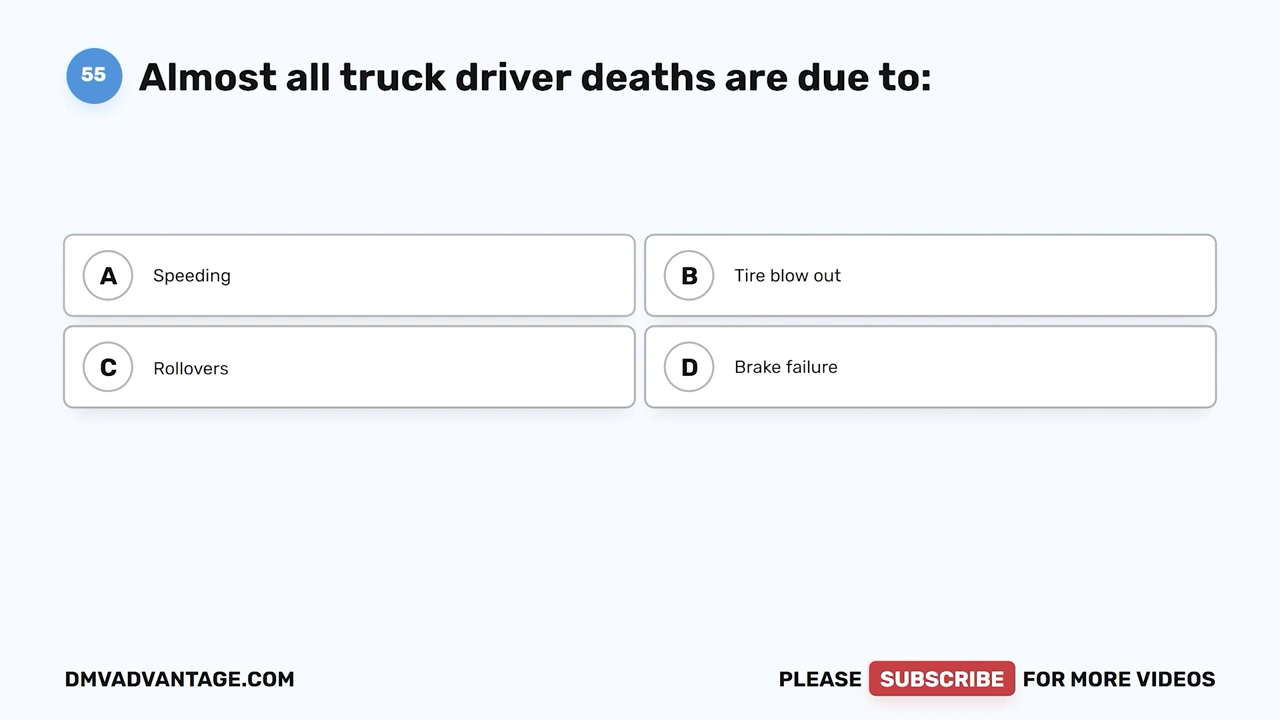 55 Almost all truck driver deaths are due to:
A Speeding
B Tire blow out
C Rollovers
D Brake failure
DMVADVANTAGE.COM
PLEASE SUBSCRIBE FOR MORE VIDEOS